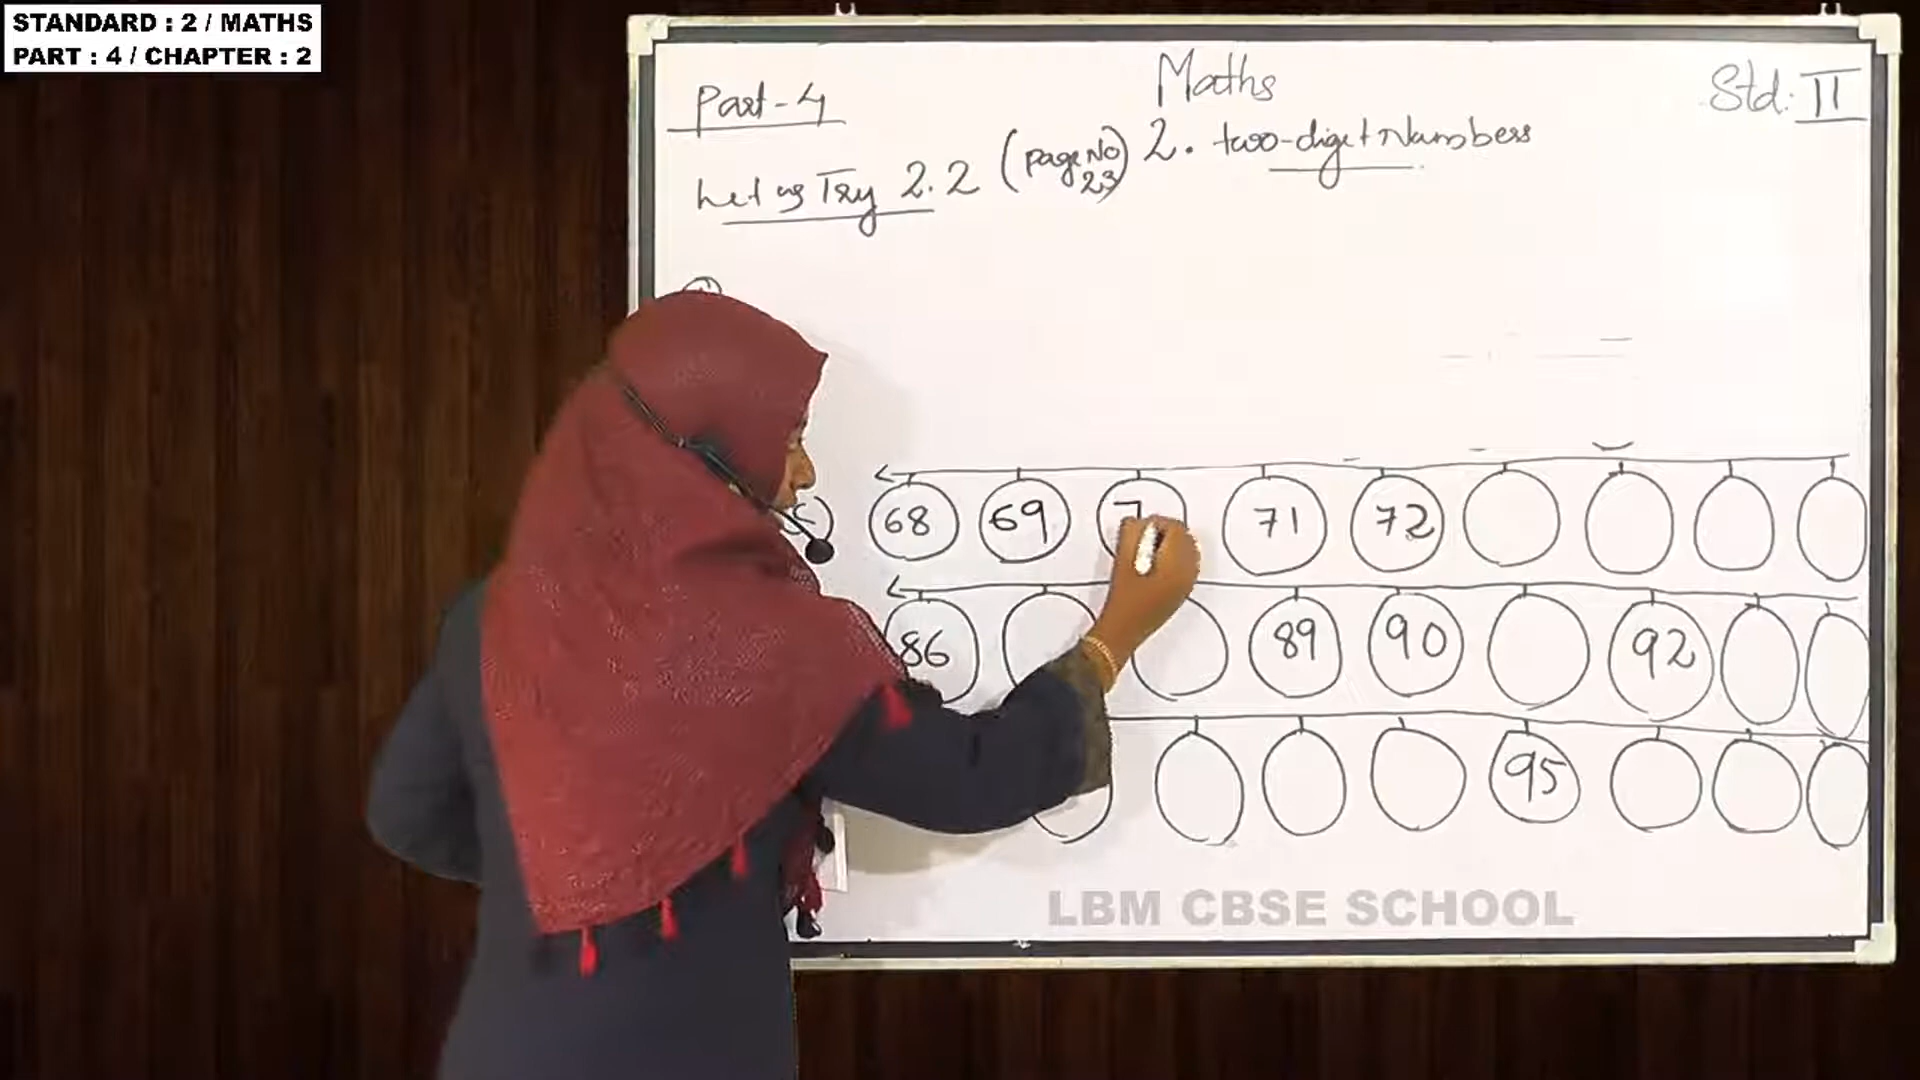 STANDARD : 2 / MATHS
PART : 4 / CHAPTER : 2
Maths
Std: II
Part-4
2. two-digit Numbers
Let us Try 2.2 (page No 23)
68 69 7 71 72
86 89 90 92
95
LBM CBSE SCHOOL